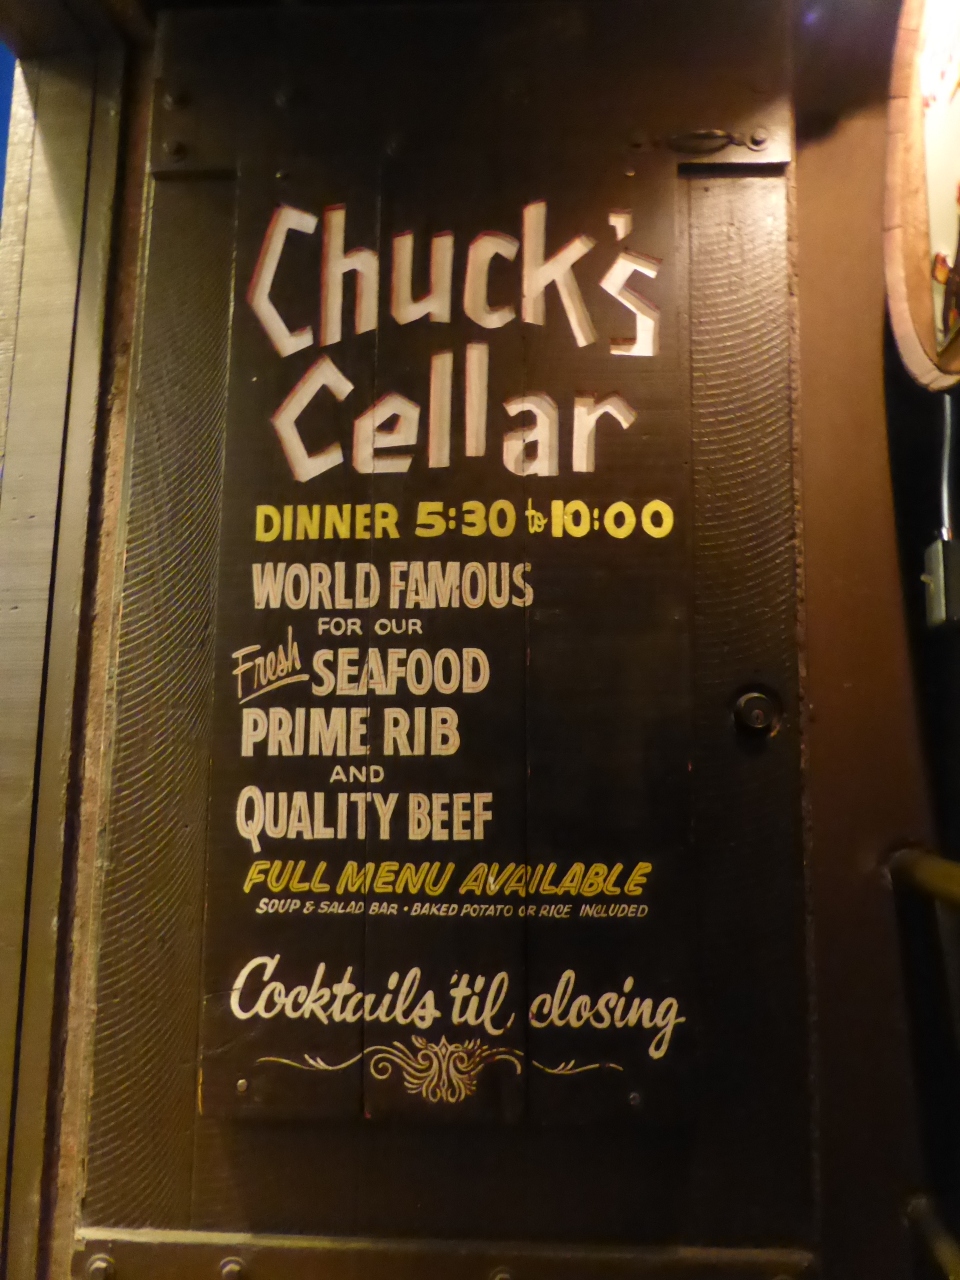 Chuck's
Cellar
DINNER 5:30 to 10:00
WORLD FAMOUS
FOR OUR
Fresh SEAFOOD
PRIME RIB
AND
QUALITY BEEF
FULL MENU AVAILABLE
SOUP & SALAD BAR • BAKED POTATO OR RICE INCLUDED
Cocktails 'til closing